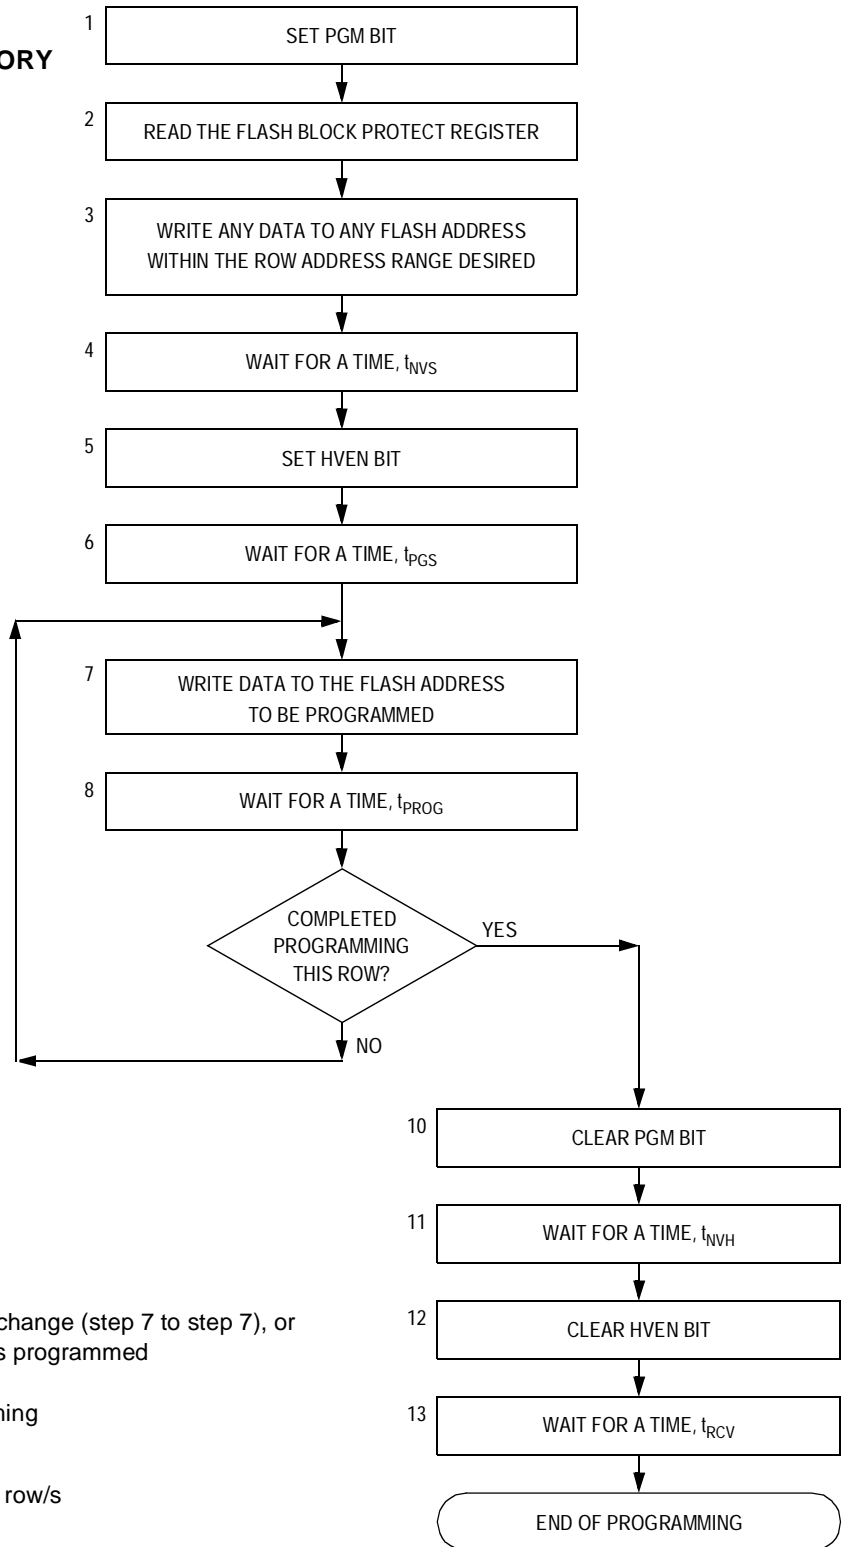 1
SET PGM BIT
ORY
2
READ THE FLASH BLOCK PROTECT REGISTER
3
WRITE ANY DATA TO ANY FLASH ADDRESS
WITHIN THE ROW ADDRESS RANGE DESIRED
4
WAIT FOR A TIME, tNVS
5
SET HVEN BIT
6
WAIT FOR A TIME, tPGS
7
WRITE DATA TO THE FLASH ADDRESS
TO BE PROGRAMMED
8
WAIT FOR A TIME, tPROG
COMPLETED
PROGRAMMING
THIS ROW?
YES
NO
10
CLEAR PGM BIT
11
WAIT FOR A TIME, tNVH
12
CLEAR HVEN BIT
13
WAIT FOR A TIME, tRCV
END OF PROGRAMMING
change (step 7 to step 7), or
s programmed
ning
row/s